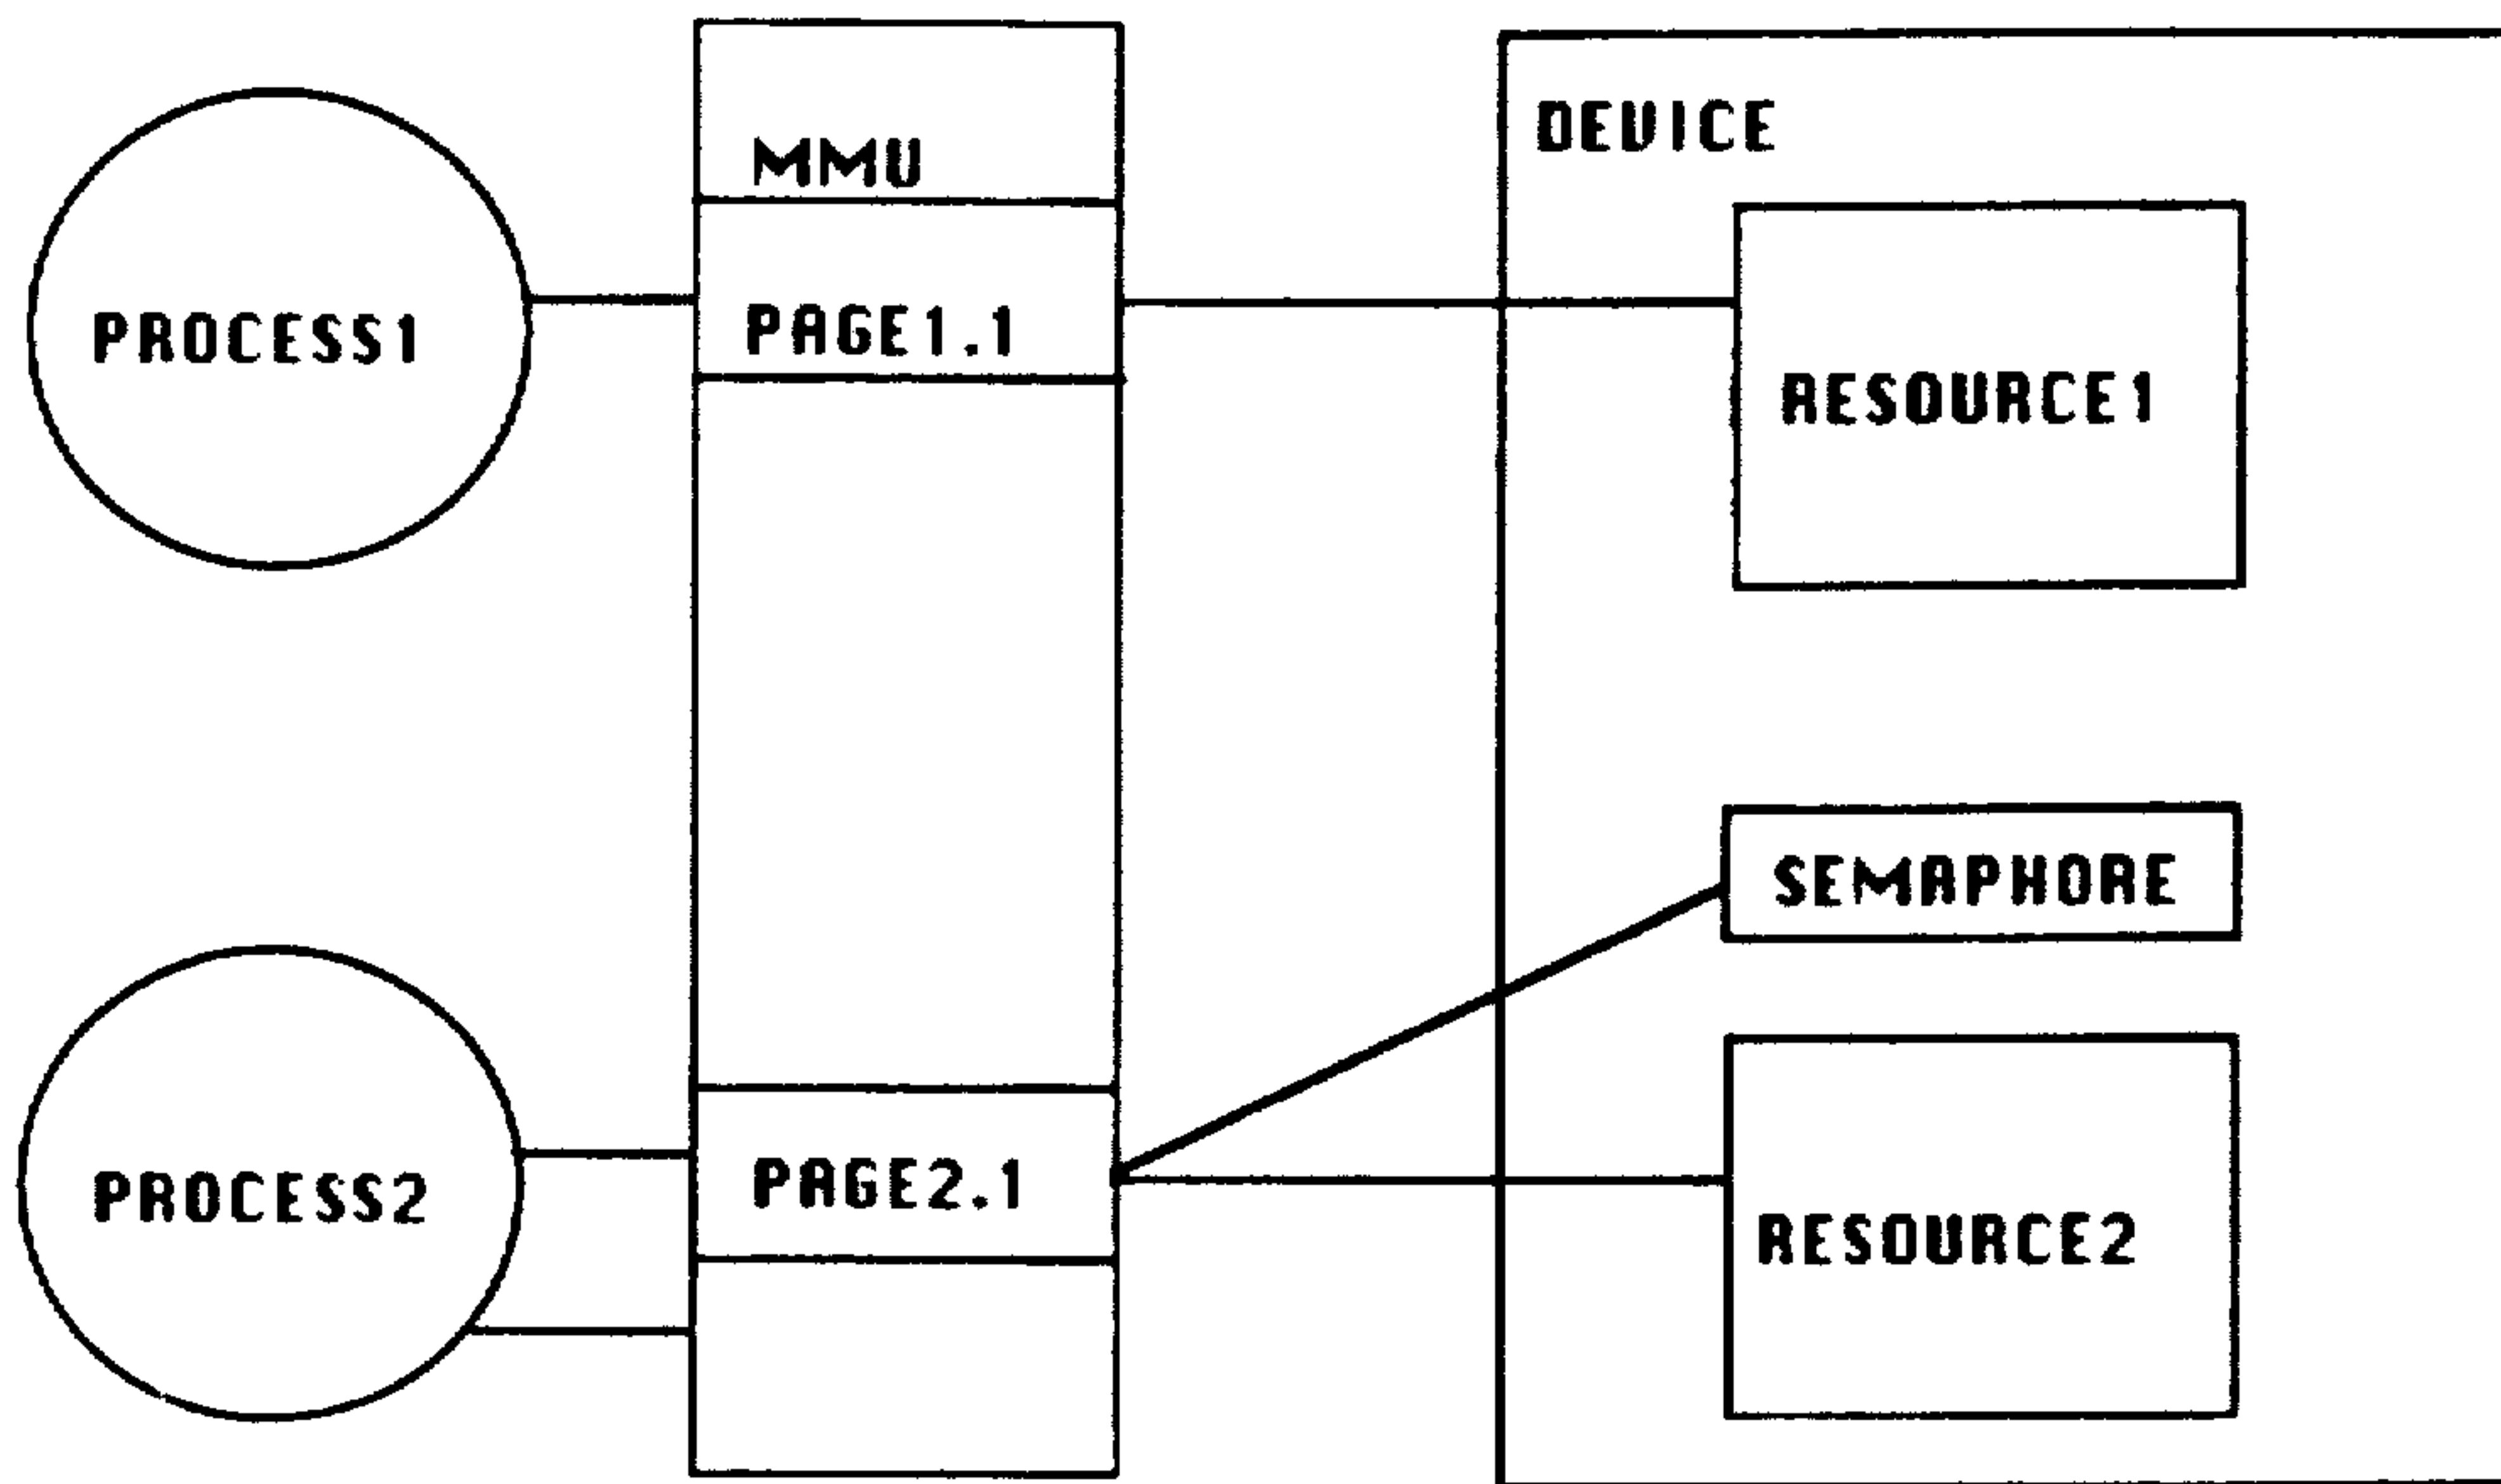 MMU
DEVICE
PROCESS1
PAGE1.1
RESOURCE1
SEMAPHORE
PROCESS2
PAGE2.1
RESOURCE2